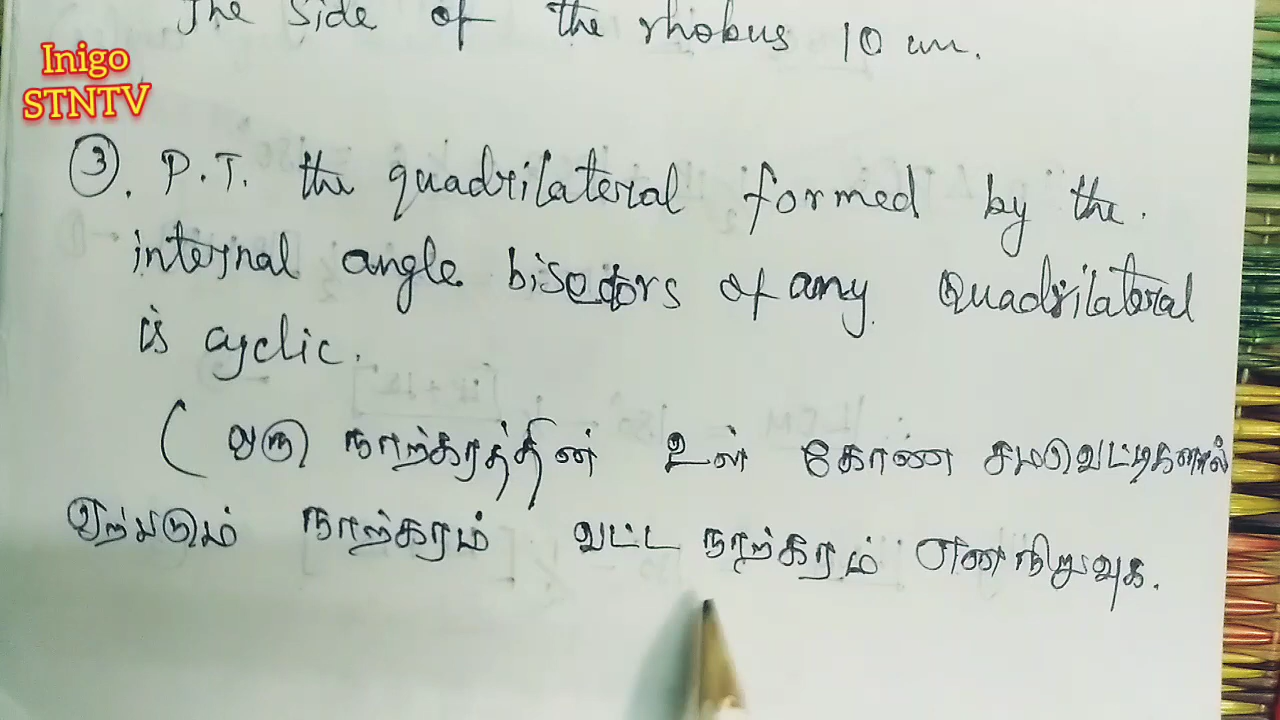 The side of the rhobus 10 cm.
Inigo
STNTV
③. P.T. the quadrilateral formed by the.
internal angle bisectors of any Quadrilateral
is cyclic.
( ஒரு நாற்கரத்தின் உள் கோண சமவெட்டிகளால்
ஏற்படும் நாற்கரம் வட்ட நாற்கரம் என நிறுவுக.